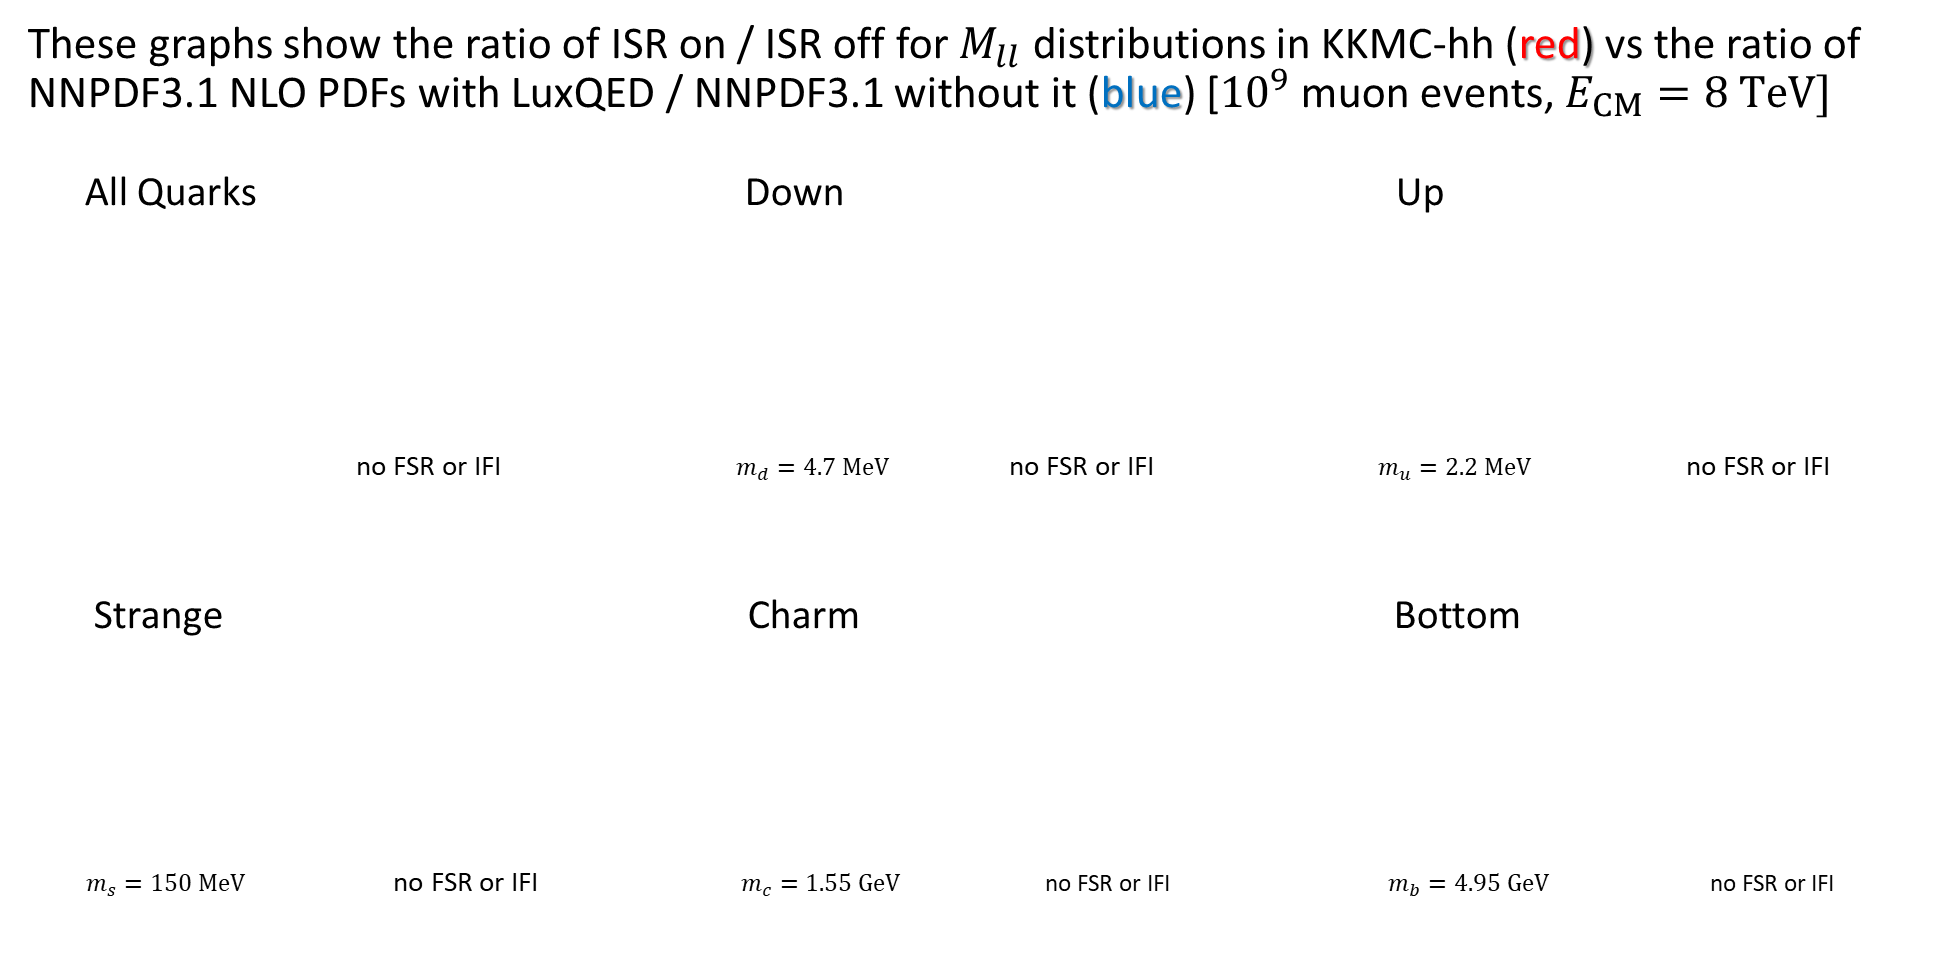 These graphs show the ratio of ISR on / ISR off for M_ll distributions in KKMC-hh (red) vs the ratio of
NNPDF3.1 NLO PDFs with LuxQED / NNPDF3.1 without it (blue) [10⁹ muon events, E_CM = 8 TeV]
All Quarks
Down
Up
no FSR or IFI
m_d = 4.7 MeV
no FSR or IFI
m_u = 2.2 MeV
no FSR or IFI
Strange
Charm
Bottom
m_s = 150 MeV
no FSR or IFI
m_c = 1.55 GeV
no FSR or IFI
m_b = 4.95 GeV
no FSR or IFI